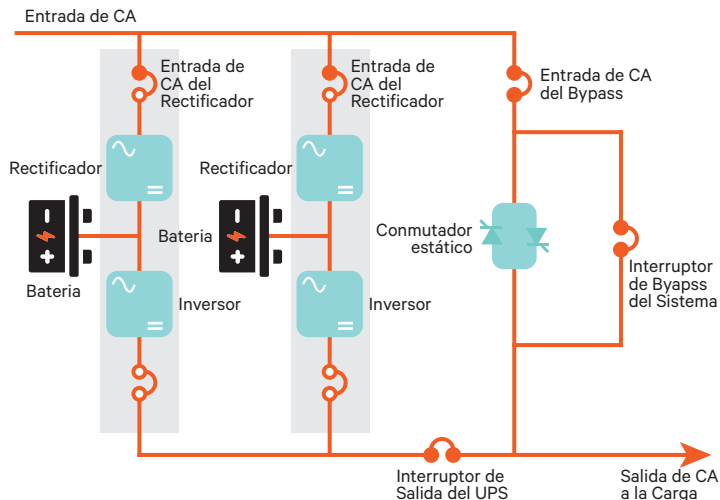 Entrada de CA
Entrada de
CA del
Rectificador
Entrada de
CA del
Rectificador
Entrada de CA
del Bypass
Rectificador
Rectificador
Bateria
Bateria
Conmutador
estático
Interruptor
de Byapss
del Sistema
Inversor
Inversor
Interruptor de
Salida del UPS
Salida de CA
a la Carga